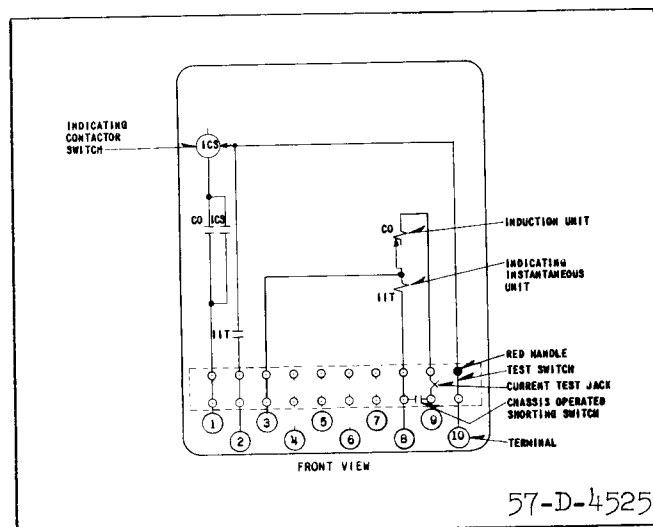 INDICATING
CONTACTOR
SWITCH
ICS
CO ICS
CO
INDUCTION UNIT
INDICATING
INSTANTANEOUS
UNIT
IIT
IIT
RED HANDLE
TEST SWITCH
CURRENT TEST JACK
CHASSIS OPERATED
SHORTING SWITCH
1 2 3 4 5 6 7 8 9 10
TERMINAL
FRONT VIEW
57-D-4525